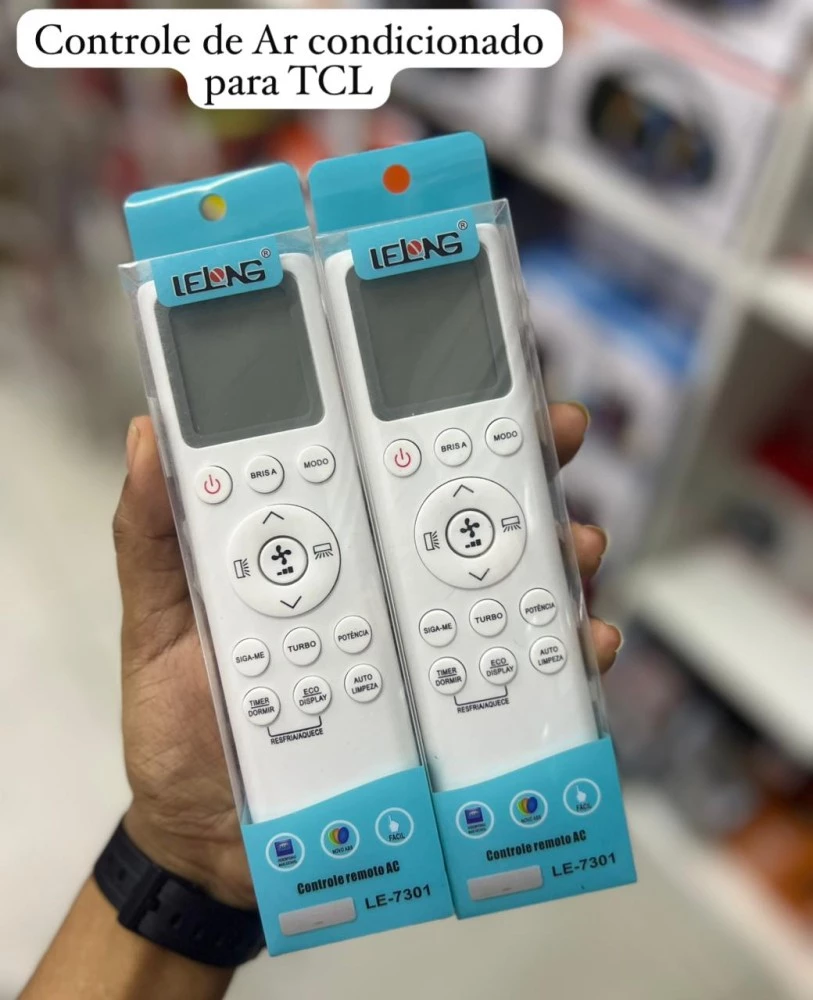 Controle de Ar condicionado
para TCL
LELONG®
BRISA
MODO
SIGA-ME
TURBO
POTÊNCIA
TIMER
DORMIR
ECO
DISPLAY
AUTO
LIMPEZA
RESFRIA/AQUECE
FÁCIL
Controle remoto AC
LE-7301
LELONG®
BRISA
MODO
SIGA-ME
TURBO
POTÊNCIA
TIMER
DORMIR
ECO
DISPLAY
AUTO
LIMPEZA
RESFRIA/AQUECE
FÁCIL
Controle remoto AC
LE-7301